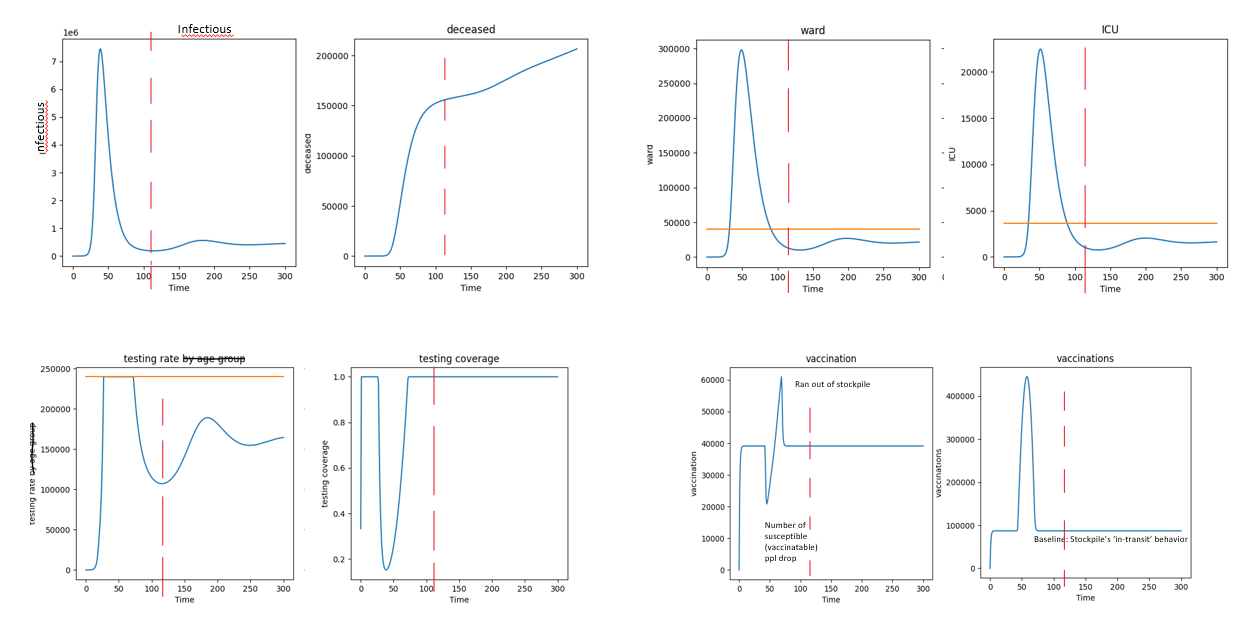 Infectious
1e6
7
6
5
4
3
2
1
0
Infectious
0 50 100 150 200 250 300
Time
deceased
200000
150000
100000
50000
0
deceased
0 50 100 150 200 250 300
Time
ward
300000
250000
200000
150000
100000
50000
0
ward
0 50 100 150 200 250 300
Time
ICU
20000
15000
10000
5000
0
ICU
0 50 100 150 200 250 300
Time
testing rate by age group
250000
200000
150000
100000
50000
0
testing rate by age group
0 50 100 150 200 250 300
Time
testing coverage
1.0
0.8
0.6
0.4
0.2
testing coverage
0 50 100 150 200 250 300
Time
vaccination
60000
50000
40000
30000
20000
10000
0
vaccination
Ran out of stockpile
Number of
susceptible
(vaccinatable)
ppl drop
0 50 100 150 200 250 300
Time
vaccinations
400000
300000
200000
100000
0
vaccinations
Baseline: Stockpile's 'in-transit' behavior
0 50 100 150 200 250 300
Time